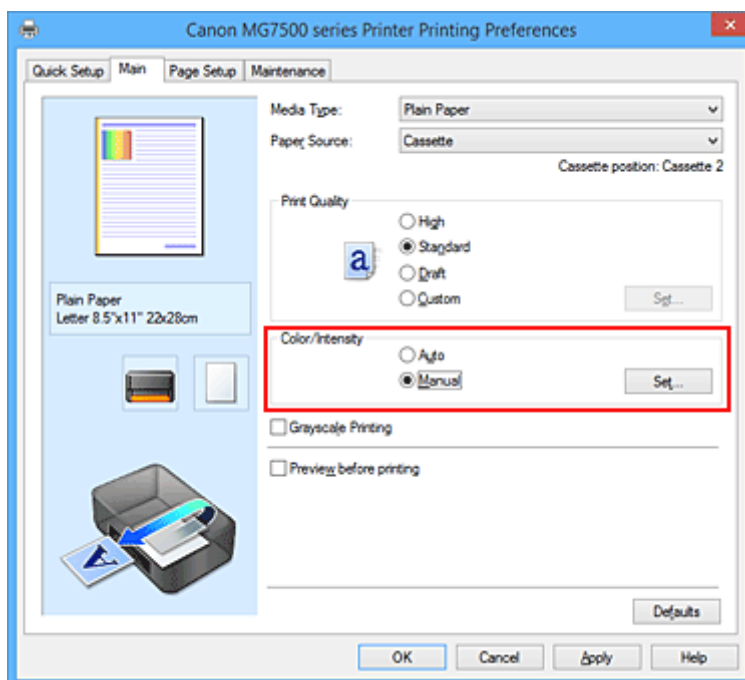 Canon MG7500 series Printer Printing Preferences
Quick Setup Main Page Setup Maintenance
Media Type: Plain Paper
Paper Source: Cassette
Cassette position: Cassette 2
Print Quality
High
a Standard
Draft
Custom Set...
Plain Paper
Letter 8.5"x11" 22x28cm
Color/Intensity
Auto
Manual Set...
Grayscale Printing
Preview before printing
A
Defaults
OK Cancel Apply Help